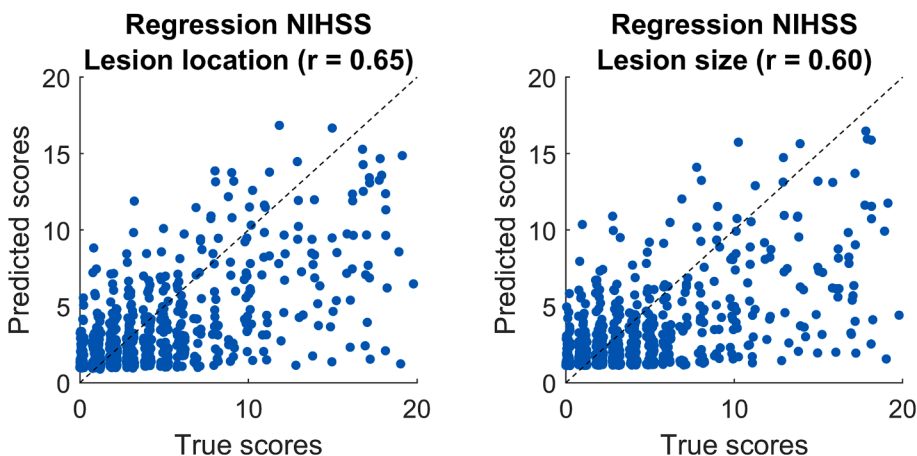 Regression NIHSS
Lesion location (r = 0.65)
20
15
10
5
0
0
10
20
Predicted scores
True scores
Regression NIHSS
Lesion size (r = 0.60)
20
15
10
5
0
0
10
20
Predicted scores
True scores